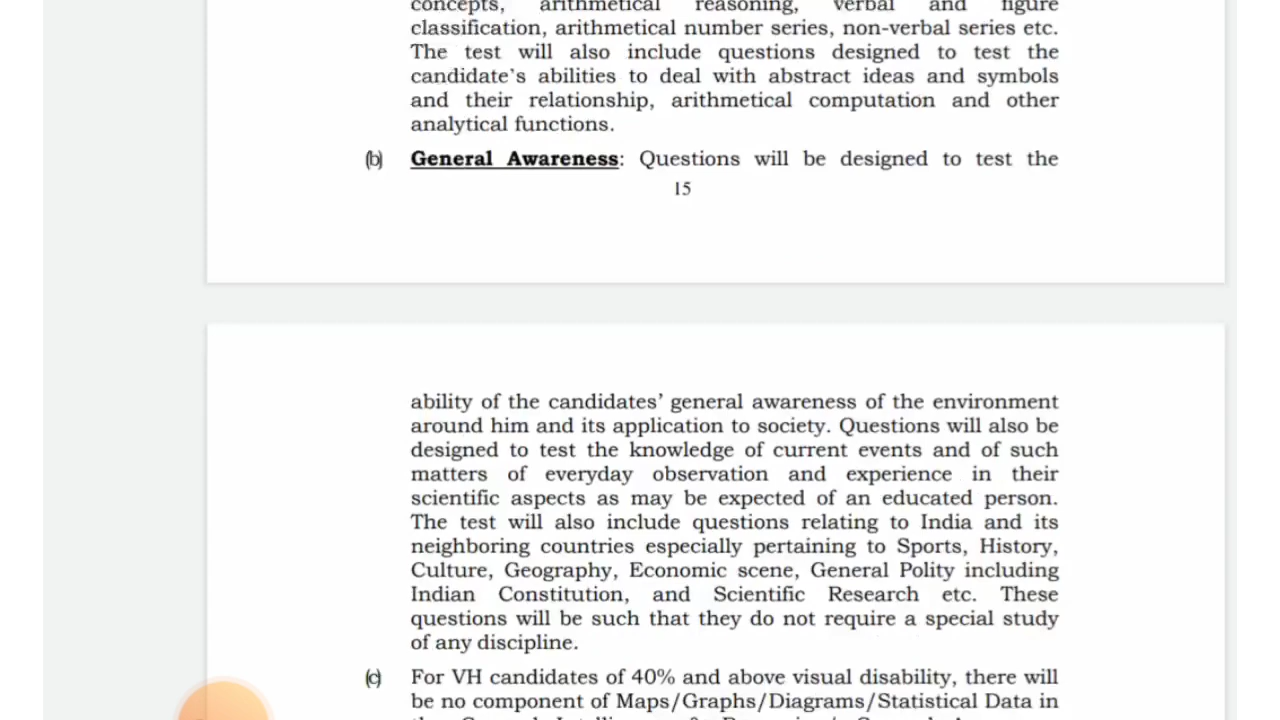 concepts, arithmetical reasoning, verbal and figure
classification, arithmetical number series, non-verbal series etc.
The test will also include questions designed to test the
candidate's abilities to deal with abstract ideas and symbols
and their relationship, arithmetical computation and other
analytical functions.
(b) General Awareness: Questions will be designed to test the
15
ability of the candidates' general awareness of the environment
around him and its application to society. Questions will also be
designed to test the knowledge of current events and of such
matters of everyday observation and experience in their
scientific aspects as may be expected of an educated person.
The test will also include questions relating to India and its
neighboring countries especially pertaining to Sports, History,
Culture, Geography, Economic scene, General Polity including
Indian Constitution, and Scientific Research etc. These
questions will be such that they do not require a special study
of any discipline.
(c) For VH candidates of 40% and above visual disability, there will
be no component of Maps/Graphs/Diagrams/Statistical Data in